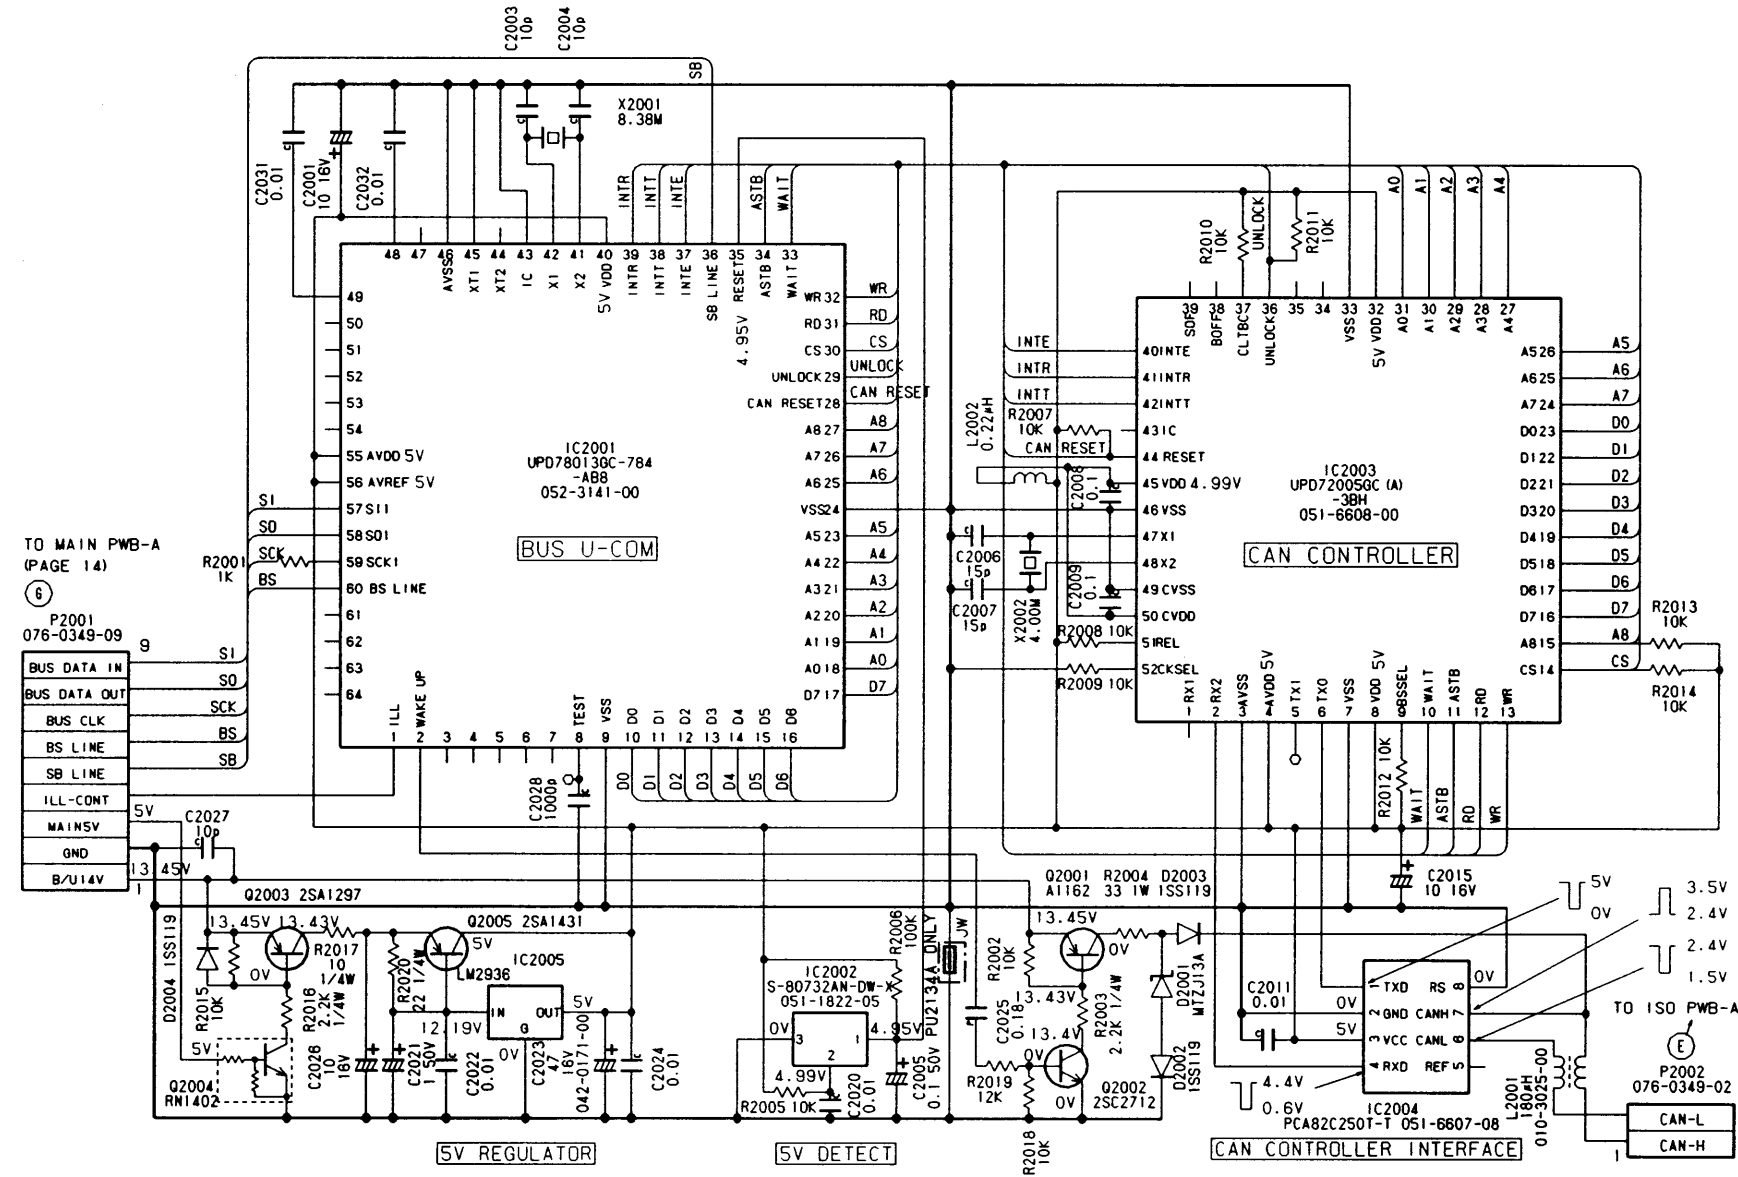 C2003
10p
C2004
10p
SB
X2001
8.38M
C2031
0.01
C2001
10 16V
C2032
0.01
INTR
INTT
INTE
ASTB
WAIT
48
47
46
45
44
43
42
41
40
39
38
37
36
35
34
33
AVSS
XT1
XT2
IC
X1
X2
5V VDD
INTR
INTT
INTE
SB LINE
RESET
4.95V
ASTB
WAIT
49
50
51
52
53
54
55 AVDD 5V
56 AVREF 5V
57 SI1
58 SO1
59 SCK1
60 BS LINE
61
62
63
64
WR 32
RD 31
CS 30
UNLOCK 29
CAN RESET 28
A8 27
A7 26
A6 25
VSS 24
A5 23
A4 22
A3 21
A2 20
A1 19
A0 18
D7 17
WR
RD
CS
UNLOCK
CAN RESET
A8
A7
A6
A5
A4
A3
A2
A1
A0
D7
IC2001
UPD78013GC-784
-AB8
052-3141-00
BUS U-COM
ILL
WAKE UP
TEST
VSS
D0
D1
D2
D3
D4
D5
D6
1
2
3
4
5
6
7
8
9
10
11
12
13
14
15
16
D0
D1
D2
D3
D4
D5
D6
C2028
1000p
SI
SO
SCK
BS
R2001
1K
TO MAIN PWB-A
(PAGE 14)
G
P2001
076-0349-09
9
BUS DATA IN
BUS DATA OUT
BUS CLK
BS LINE
SB LINE
ILL-CONT
MAIN5V
GND
B/U14V
SI
SO
SCK
BS
SB
5V
13.45V
1
C2027
10p
R2010
10K
UNLOCK
R2011
10K
A0
A1
A2
A3
A4
39
38
37
36
35
34
33
32
31
30
29
28
27
SOF
BOFF
CLTBC
UNLOCK
VSS
5V VDD
A0
A1
A2
A3
A4
INTE
INTR
INTT
R2007
10K
CAN RESET
L2002
0.22µH
C2008
0.1
C2006
15p
C2007
15p
X2002
4.00M
C2009
0.1
R2008 10K
R2009 10K
40 INTE
41 INTR
42 INTT
43 IC
44 RESET
45 VDD 4.99V
46 VSS
47 X1
48 X2
49 CVSS
50 CVDD
51 REL
52 CKSEL
IC2003
UPD72005GC (A)
-3BH
051-6608-00
CAN CONTROLLER
A5 26
A6 25
A7 24
D0 23
D1 22
D2 21
D3 20
D4 19
D5 18
D6 17
D7 16
A8 15
CS 14
A5
A6
A7
D0
D1
D2
D3
D4
D5
D6
D7
A8
CS
R2013
10K
R2014
10K
RX1
RX2
AVSS
AVDD 5V
TX1
TX0
VSS
VDD 5V
BSSEL
WAIT
ASTB
RD
WR
1
2
3
4
5
6
7
8
9
10
11
12
13
R2012 10K
WAIT
ASTB
RD
WR
C2015
10 16V
Q2003 2SA1297
13.45V
13.43V
D2004 1SS119
R2015
10K
0V
R2016
2.2K
1/4W
R2017
10
1/4W
5V
Q2004
RN1402
C2026
10
16V
R2020
22 1/4W
Q2005 2SA1431
5V
LM2936
IC2005
IN
OUT
G
5V
12.19V
0V
C2021
1 50V
C2022
0.01
C2023
47
16V
042-0171-00
C2024
0.01
5V REGULATOR
R2006
100K
IC2002
S-80732AN-DW-X
051-1822-05
0V
3
1
2
4.95V
4.99V
R2005 10K
C2020
0.01
C2005
0.1 50V
5V DETECT
PU2134A ONLY
JW
Q2001
A1162
R2004
33 1W
D2003
1SS119
13.45V
0V
R2002
10K
13.43V
C2025
0.18
13.4V
R2003
2.2K 1/4W
D2001
MTZJ13A
D2002
1SS119
R2019
12K
0V
0V
Q2002
2SC2712
R2018
10K
5V
0V
3.5V
2.4V
2.4V
1.5V
C2011
0.01
0V
5V
0V
1 TXD
2 GND
3 VCC
4 RXD
RS 8
CANH 7
CANL 6
REF 5
4.4V
0.6V
IC2004
PCA82C250T-T 051-6607-08
CAN CONTROLLER INTERFACE
L2001
180µH
010-3025-00
TO ISO PWB-A
E
P2002
076-0349-02
CAN-L
CAN-H
1